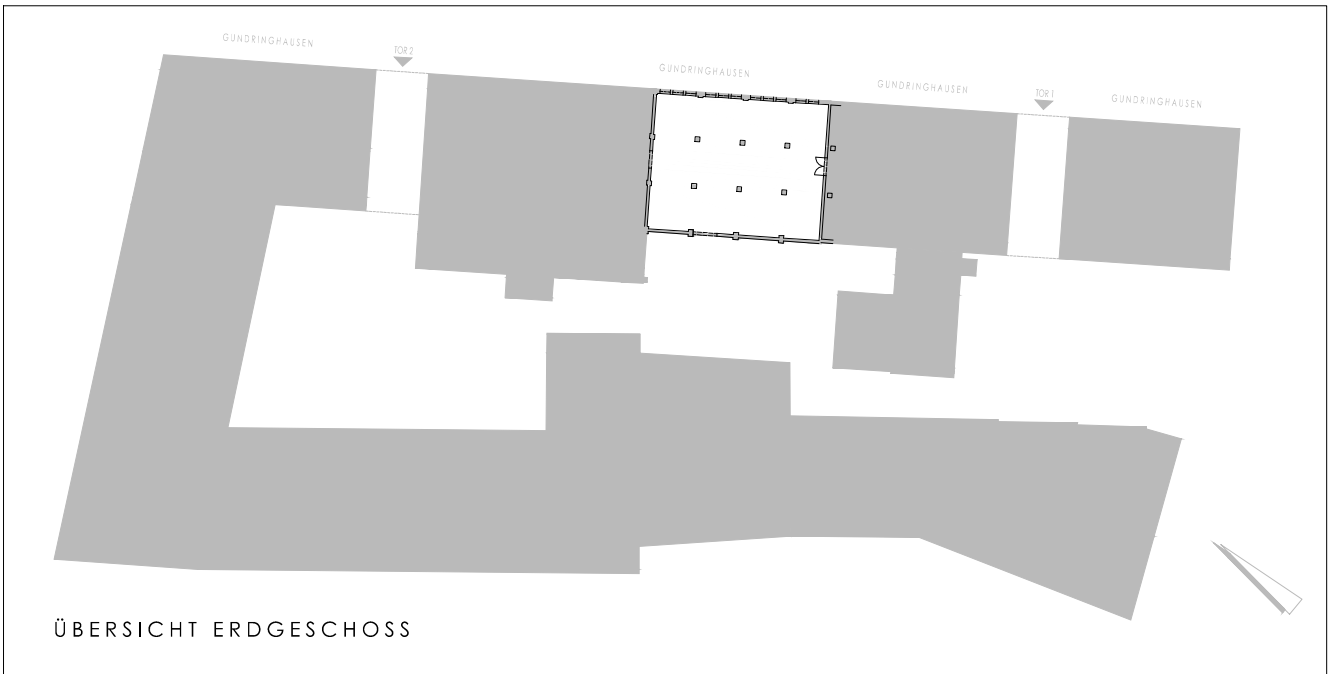 GUNDRINGHAUSEN
TOR 2
GUNDRINGHAUSEN
GUNDRINGHAUSEN
TOR 1
GUNDRINGHAUSEN
ÜBERSICHT ERDGESCHOSS